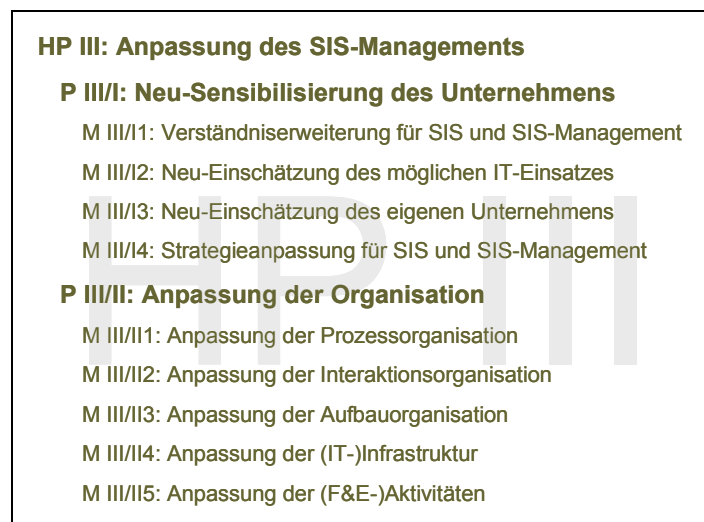 HP III: Anpassung des SIS-Managements
P III/I: Neu-Sensibilisierung des Unternehmens
M III/I1: Verständniserweiterung für SIS und SIS-Management
M III/I2: Neu-Einschätzung des möglichen IT-Einsatzes
M III/I3: Neu-Einschätzung des eigenen Unternehmens
M III/I4: Strategieanpassung für SIS und SIS-Management
P III/II: Anpassung der Organisation
M III/II1: Anpassung der Prozessorganisation
M III/II2: Anpassung der Interaktionsorganisation
M III/II3: Anpassung der Aufbauorganisation
M III/II4: Anpassung der (IT-)Infrastruktur
M III/II5: Anpassung der (F&E-)Aktivitäten
HP III